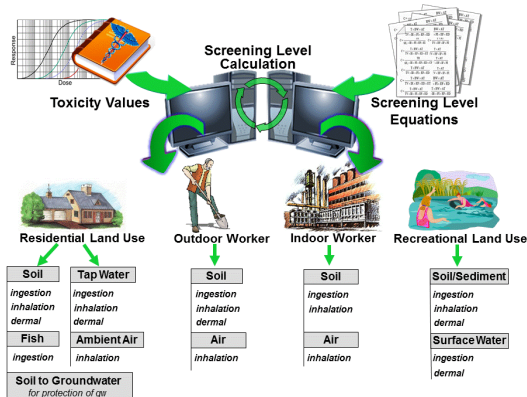 Response
Dose
Toxicity Values
Screening Level
Calculation
Screening Level
Equations
Residential Land Use
Outdoor Worker
Indoor Worker
Recreational Land Use
Soil
ingestion
inhalation
dermal
Fish
ingestion
Tap Water
ingestion
inhalation
dermal
Ambient Air
inhalation
Soil to Groundwater
for protection of gw
Soil
ingestion
inhalation
dermal
Air
inhalation
Soil
ingestion
inhalation
Air
inhalation
Soil/Sediment
ingestion
inhalation
dermal
Surface Water
ingestion
dermal